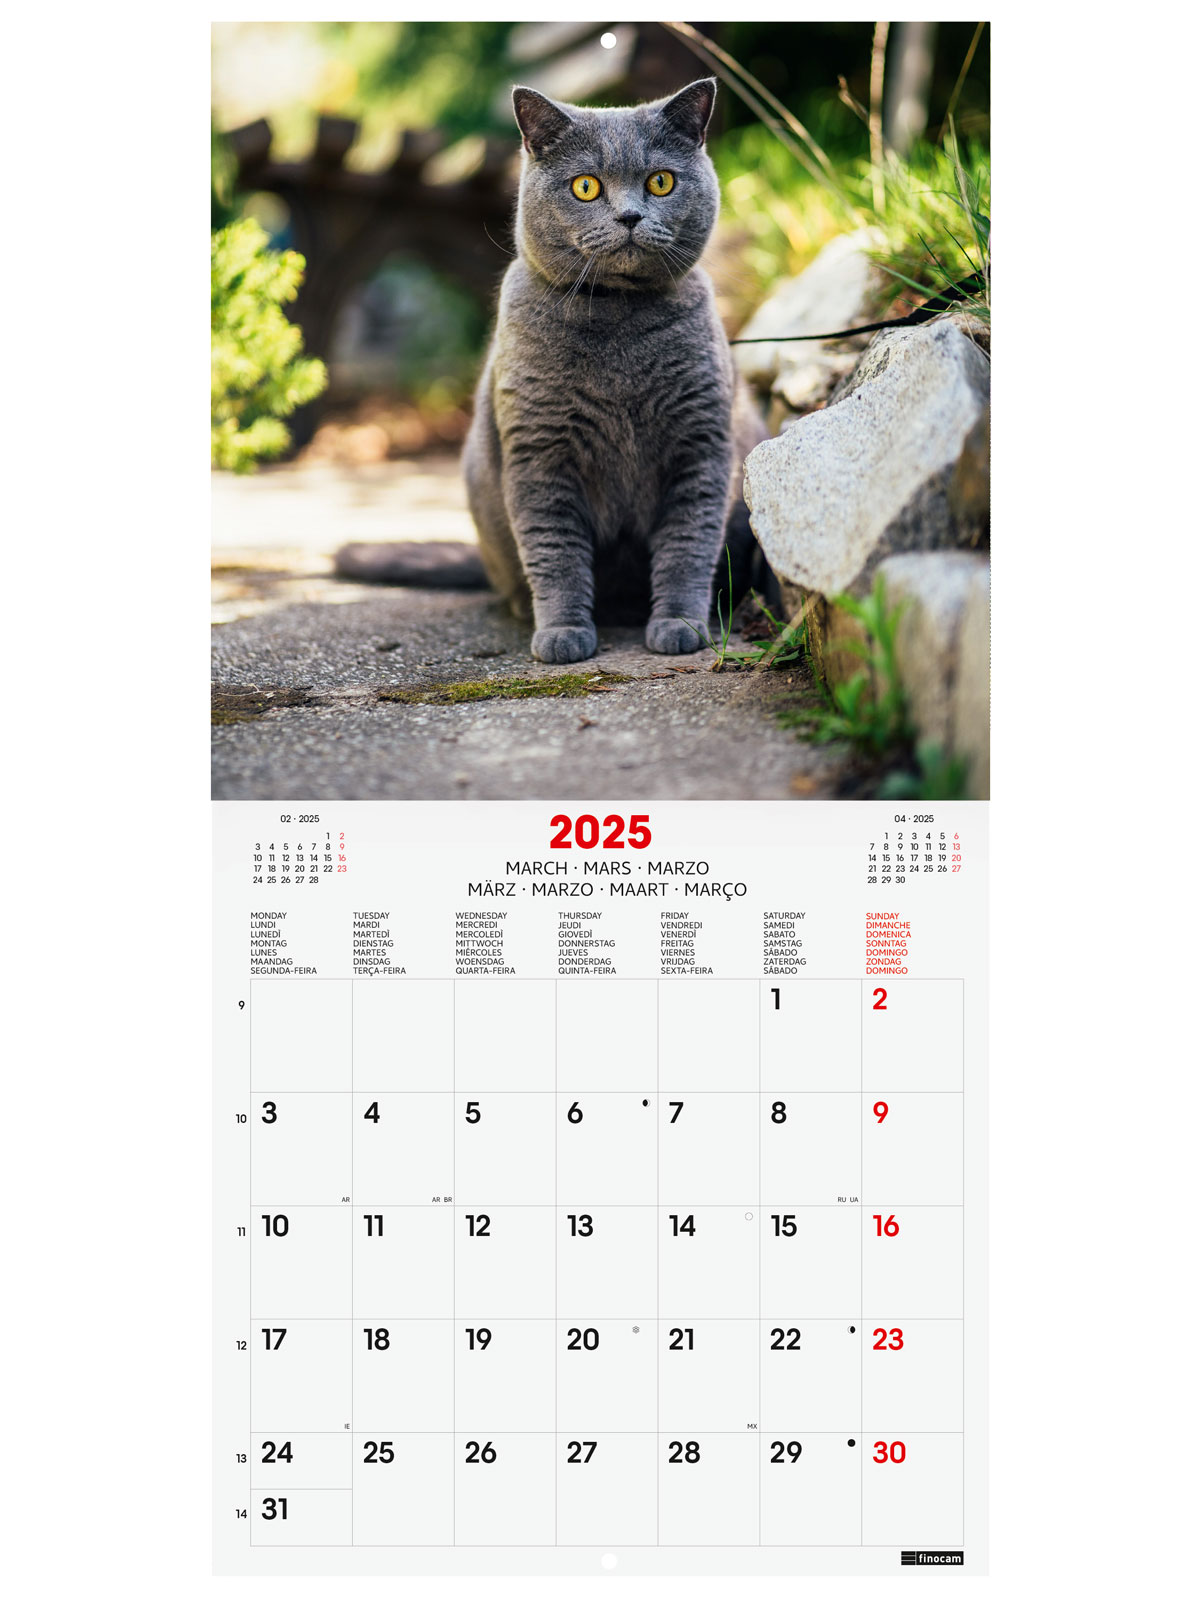 02 · 2025
1 2
3 4 5 6 7 8 9
10 11 12 13 14 15 16
17 18 19 20 21 22 23
24 25 26 27 28
2025
MARCH · MARS · MARZO
MÄRZ · MARZO · MAART · MARÇO
04 · 2025
1 2 3 4 5 6
7 8 9 10 11 12 13
14 15 16 17 18 19 20
21 22 23 24 25 26 27
28 29 30
MONDAY TUESDAY WEDNESDAY THURSDAY FRIDAY SATURDAY SUNDAY
LUNDI MARDI MERCREDI JEUDI VENDREDI SAMEDI DIMANCHE
LUNEDÌ MARTEDÌ MERCOLEDÌ GIOVEDÌ VENERDÌ SABATO DOMENICA
MONTAG DIENSTAG MITTWOCH DONNERSTAG FREITAG SAMSTAG SONNTAG
LUNES MARTES MIÉRCOLES JUEVES VIERNES SÁBADO DOMINGO
MAANDAG DINSDAG WOENSDAG DONDERDAG VRIJDAG ZATERDAG ZONDAG
SEGUNDA-FEIRA TERÇA-FEIRA QUARTA-FEIRA QUINTA-FEIRA SEXTA-FEIRA SÁBADO DOMINGO
9 1 2
10 3 4 5 6 7 8 9
AR AR BR RU UA
11 10 11 12 13 14 15 16
12 17 18 19 20 21 22 23
IE MX
13 24 25 26 27 28 29 30
14 31
finocam